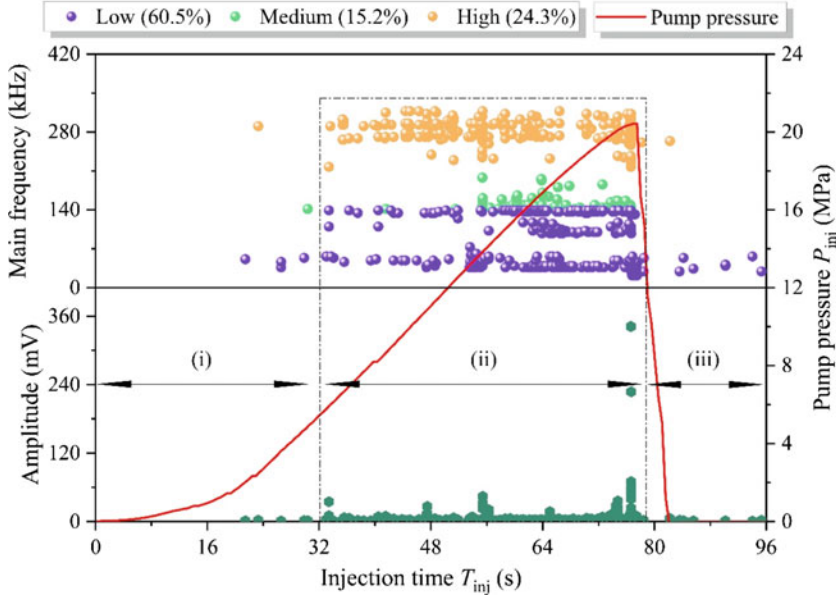 Low (60.5%) Medium (15.2%) High (24.3%) Pump pressure
420 24
280 20
140 16
0 12
360
(i) (ii) (iii) 8
240
120 4
0 0
0 16 32 48 64 80 96
Main frequency (kHz)
Amplitude (mV)
Pump pressure P_inj (MPa)
Injection time T_inj (s)